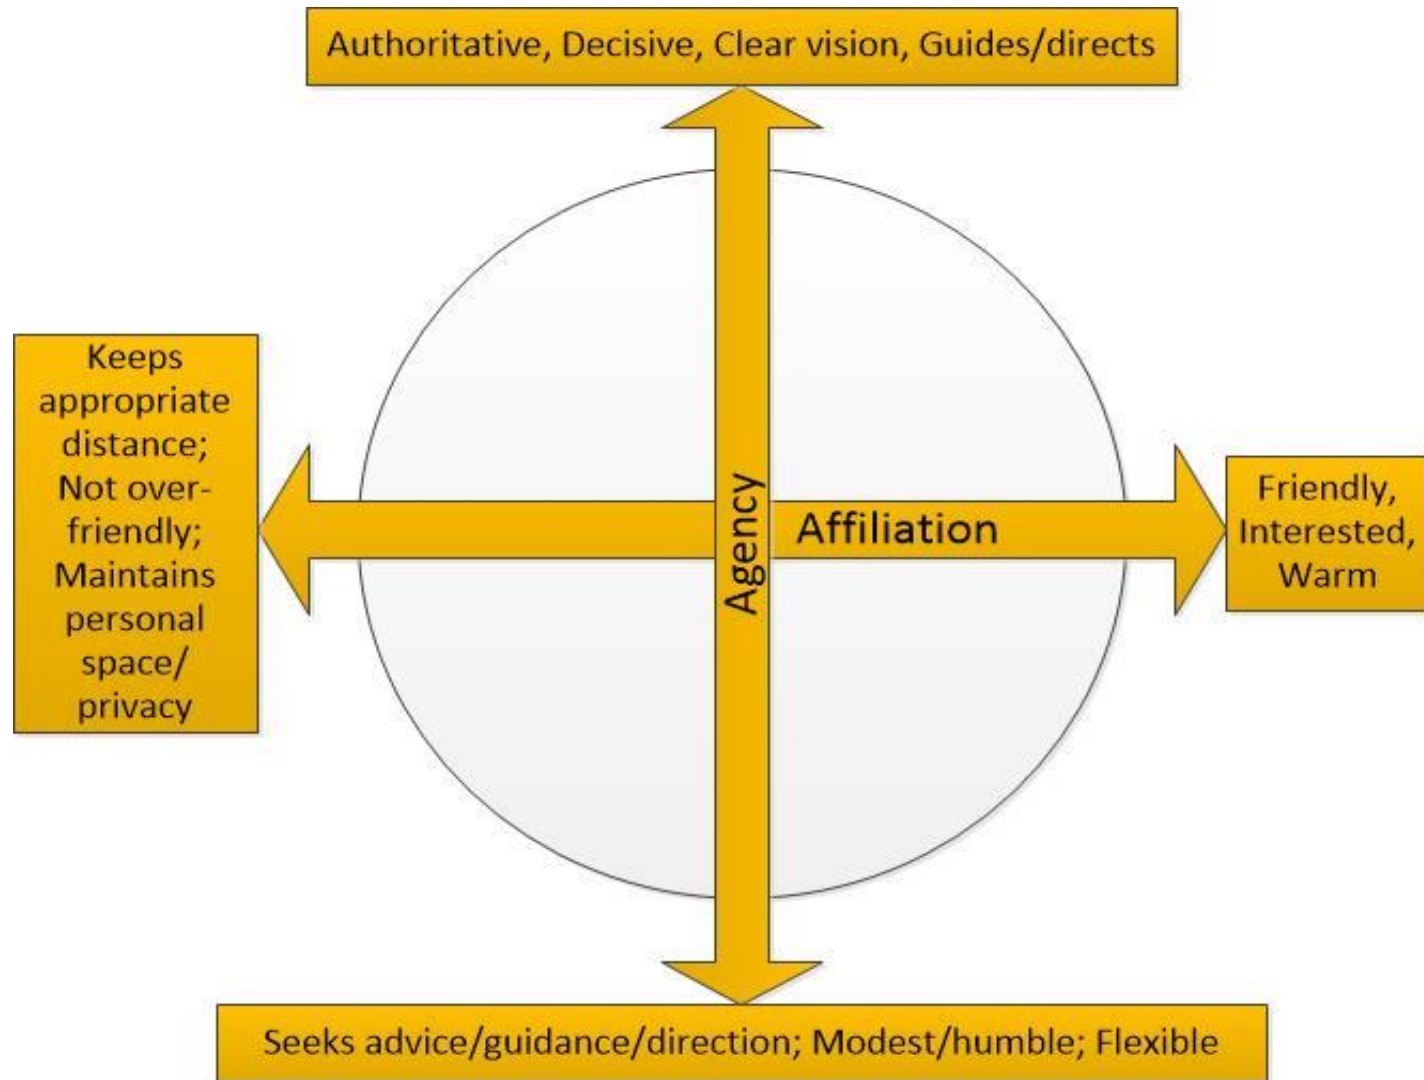 Authoritative, Decisive, Clear vision, Guides/directs
Keeps
appropriate
distance;
Not over-
friendly;
Maintains
personal
space/
privacy
Agency
Affiliation
Friendly,
Interested,
Warm
Seeks advice/guidance/direction; Modest/humble; Flexible